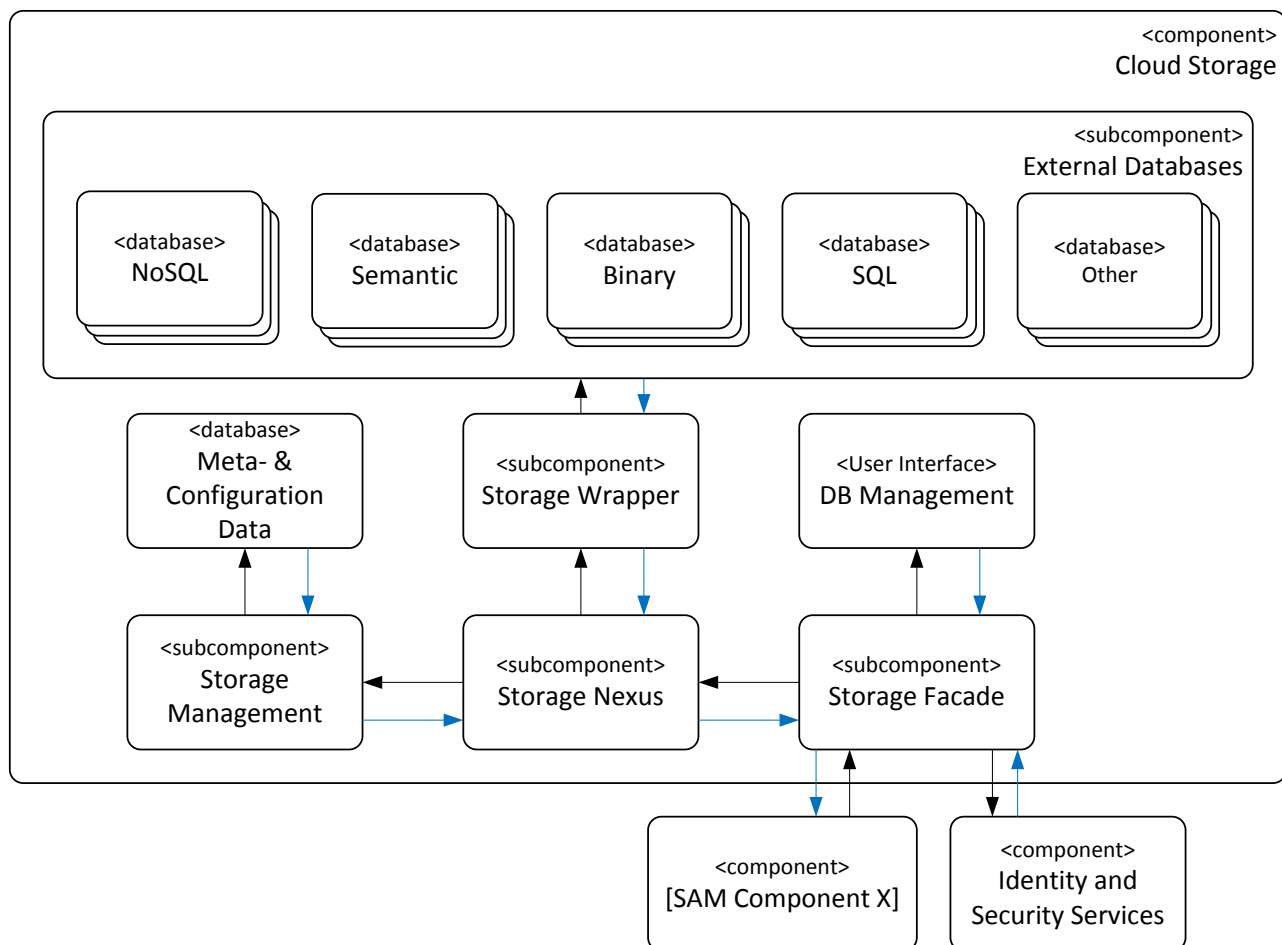 <component>
Cloud Storage
<subcomponent>
External Databases
<database>
NoSQL
<database>
Semantic
<database>
Binary
<database>
SQL
<database>
Other
<database>
Meta- &
Configuration
Data
<subcomponent>
Storage Wrapper
<User Interface>
DB Management
<subcomponent>
Storage
Management
<subcomponent>
Storage Nexus
<subcomponent>
Storage Facade
<component>
[SAM Component X]
<component>
Identity and
Security Services